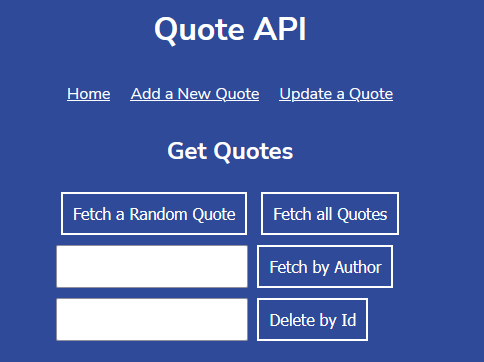 Quote API
Home Add a New Quote Update a Quote
Get Quotes
Fetch a Random Quote Fetch all Quotes
Fetch by Author
Delete by Id